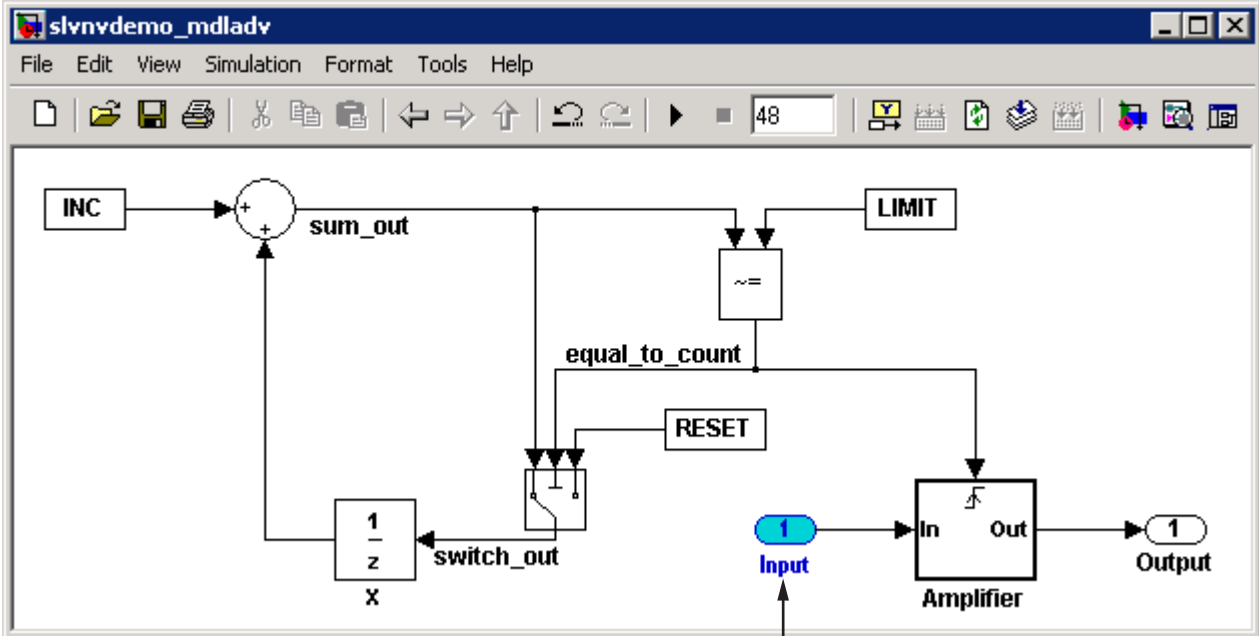 slvnvdemo_mdladv
File Edit View Simulation Format Tools Help
48
INC
+
+
sum_out
LIMIT
~=
equal_to_count
RESET
1
z
X
switch_out
1
Input
In Out
Amplifier
1
Output